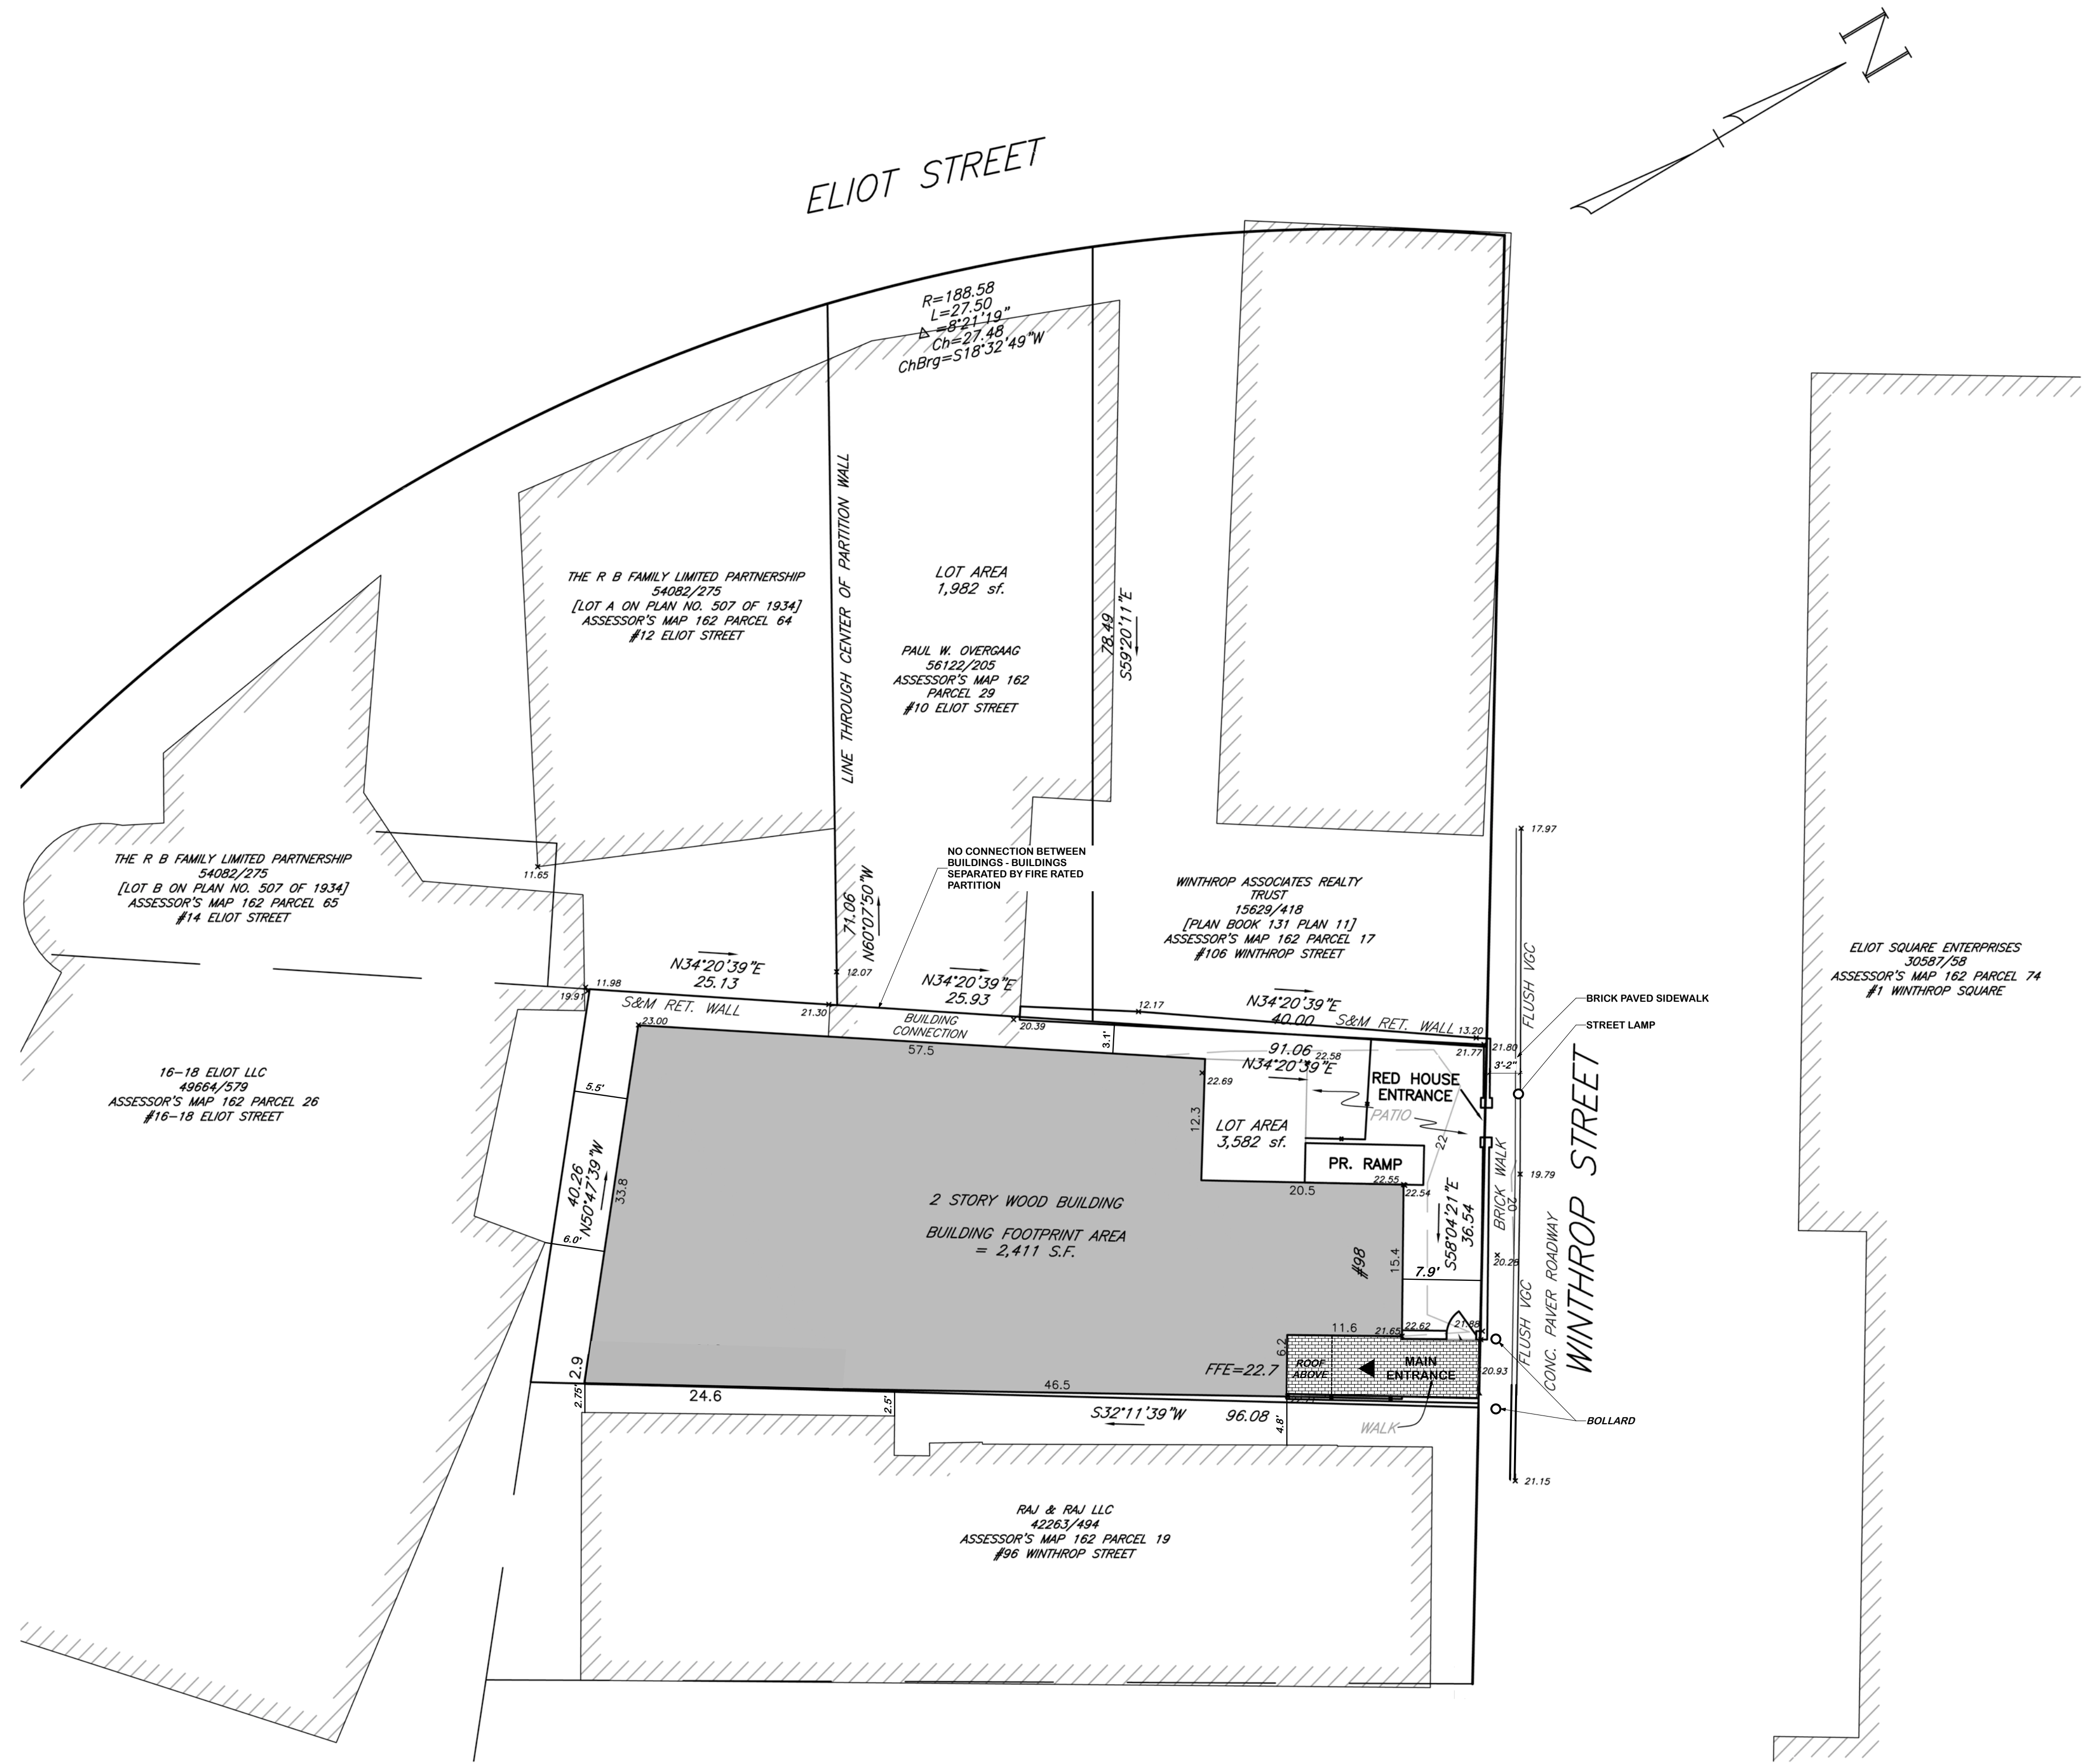 N
ELIOT STREET
R=188.58
L=27.50
Δ =8°21'19"
Ch=27.48
ChBrg=S18°32'49"W
LINE THROUGH CENTER OF PARTITION WALL
THE R B FAMILY LIMITED PARTNERSHIP
54082/275
[LOT A ON PLAN NO. 507 OF 1934]
ASSESSOR'S MAP 162 PARCEL 64
#12 ELIOT STREET
LOT AREA
1,982 sf.
PAUL W. OVERGAAG
56122/205
ASSESSOR'S MAP 162
PARCEL 29
#10 ELIOT STREET
78.49
S59°20'11"E
THE R B FAMILY LIMITED PARTNERSHIP
54082/275
[LOT B ON PLAN NO. 507 OF 1934]
ASSESSOR'S MAP 162 PARCEL 65
#14 ELIOT STREET
11.65
NO CONNECTION BETWEEN
BUILDINGS - BUILDINGS
SEPARATED BY FIRE RATED
PARTITION
71.06
N60°07'50"W
WINTHROP ASSOCIATES REALTY
TRUST
15629/418
[PLAN BOOK 131 PLAN 11]
ASSESSOR'S MAP 162 PARCEL 17
#106 WINTHROP STREET
17.97
FLUSH VGC
ELIOT SQUARE ENTERPRISES
30587/58
ASSESSOR'S MAP 162 PARCEL 74
#1 WINTHROP SQUARE
BRICK PAVED SIDEWALK
STREET LAMP
N34°20'39"E
25.13
12.07
N34°20'39"E
25.93
12.17
N34°20'39"E
40.00
S&M RET. WALL
13.20
11.98
19.91
S&M RET. WALL
21.30
BUILDING
CONNECTION
20.39
21.80
21.77
3'-2"
23.00
57.5
3.1'
91.06
22.58
N34°20'39"E
22.69
RED HOUSE
ENTRANCE
PATIO
22
16-18 ELIOT LLC
49664/579
ASSESSOR'S MAP 162 PARCEL 26
#16-18 ELIOT STREET
5.5'
12.3
LOT AREA
3,582 sf.
PR. RAMP
BRICK WALK
WINTHROP STREET
19.79
40.26
N50°47'39"W
33.8
6.0'
2 STORY WOOD BUILDING
BUILDING FOOTPRINT AREA
= 2,411 S.F.
20.5
22.55
22.54
S58°04'21"E
36.54
20
#98
15.4
7.9'
20.25
FLUSH VGC
CONC. PAVER ROADWAY
11.6
21.65
22.62
21.88
6.2
FFE=22.7
ROOF
ABOVE
MAIN
ENTRANCE
20.93
2.9
2.75'
24.6
2.5'
46.5
S32°11'39"W
96.08
4.8'
WALK
BOLLARD
21.15
RAJ & RAJ LLC
42263/494
ASSESSOR'S MAP 162 PARCEL 19
#96 WINTHROP STREET